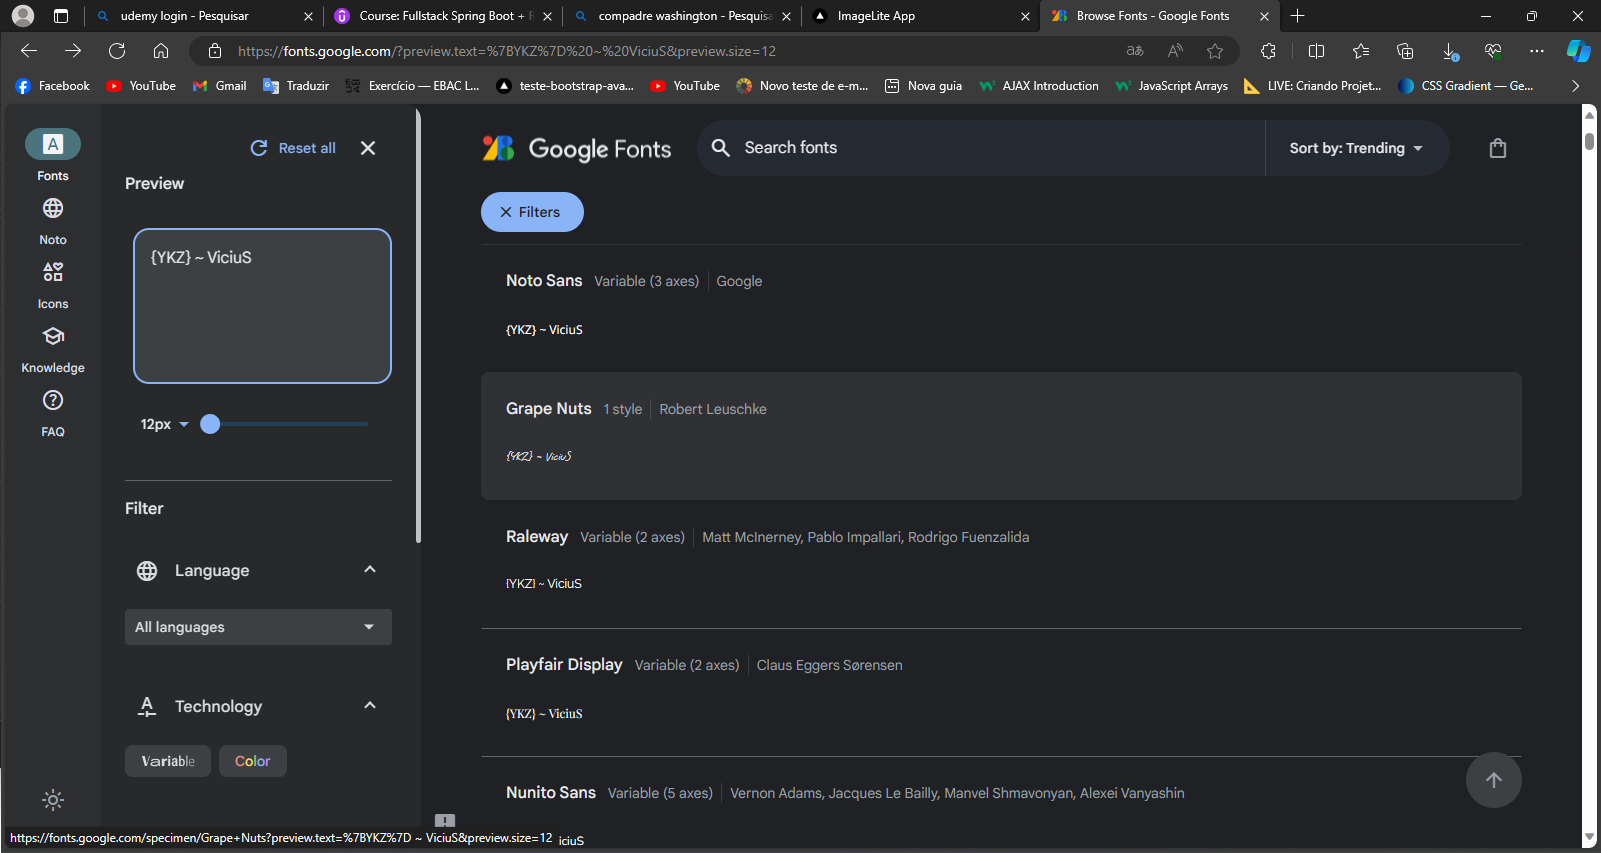 udemy login - Pesquisar
Course: Fullstack Spring Boot + R
compadre washington - Pesquisa
ImageLite App
Browse Fonts - Google Fonts
https://fonts.google.com/?preview.text=%7BYKZ%7D%20~%20ViciuS&preview.size=12
Facebook
YouTube
Gmail
Traduzir
Exercício — EBAC L...
teste-bootstrap-ava...
YouTube
Novo teste de e-m...
Nova guia
AJAX Introduction
JavaScript Arrays
LIVE: Criando Projet...
CSS Gradient — Ge...
Fonts
Noto
Icons
Knowledge
FAQ
Reset all
Preview
{YKZ} ~ ViciuS
12px
Filter
Language
All languages
Technology
Variable
Color
Google Fonts
Search fonts
Sort by: Trending
Filters
Noto Sans Variable (3 axes) Google
{YKZ} ~ ViciuS
Grape Nuts 1 style Robert Leuschke
{YKZ} ~ ViciuS
Raleway Variable (2 axes) Matt McInerney, Pablo Impallari, Rodrigo Fuenzalida
{YKZ} ~ ViciuS
Playfair Display Variable (2 axes) Claus Eggers Sørensen
{YKZ} ~ ViciuS
Nunito Sans Variable (5 axes) Vernon Adams, Jacques Le Bailly, Manvel Shmavonyan, Alexei Vanyashin
https://fonts.google.com/specimen/Grape+Nuts?preview.text=%7BYKZ%7D ~ ViciuS&preview.size=12
iciuS